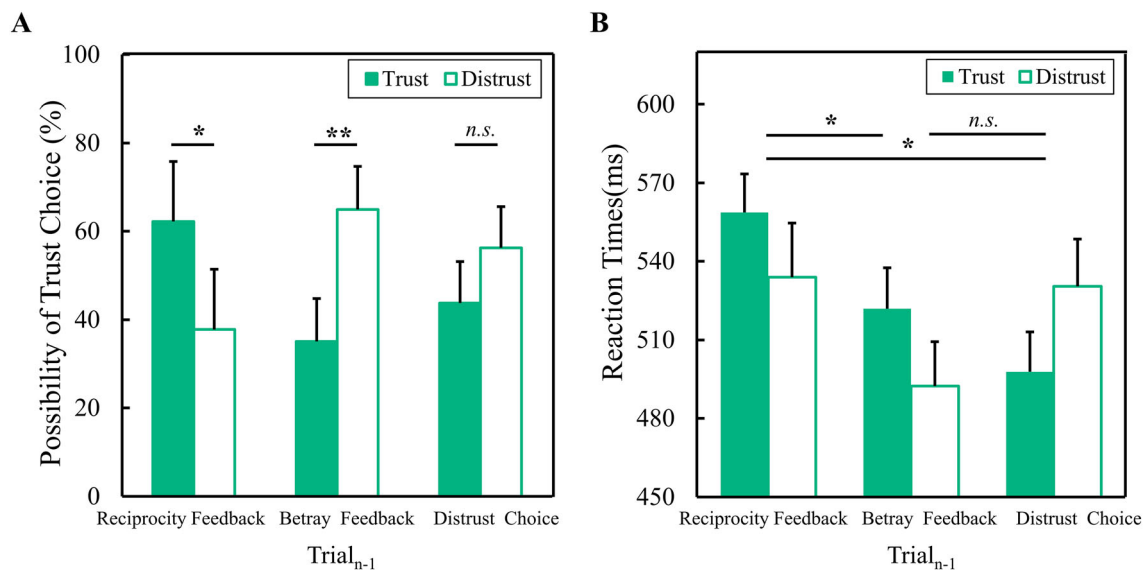 A
Possibility of Trust Choice (%)
100
80
60
40
20
0
Trust Distrust
*
**
n.s.
Reciprocity Feedback Betray Feedback Distrust Choice
Trialn-1
B
Reaction Times(ms)
600
570
540
510
480
450
Trust Distrust
*
n.s.
*
Reciprocity Feedback Betray Feedback Distrust Choice
Trialn-1